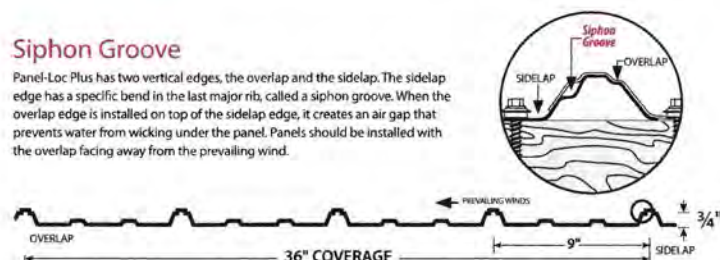 Siphon Groove
Panel-Loc Plus has two vertical edges, the overlap and the sidelap. The sidelap
edge has a specific bend in the last major rib, called a siphon groove. When the
overlap edge is installed on top of the sidelap edge, it creates an air gap that
prevents water from wicking under the panel. Panels should be installed with
the overlap facing away from the prevailing wind.
Siphon
Groove
OVERLAP
SIDELAP
PREVAILING WINDS
3/4"
OVERLAP
9"
SIDELAP
36" COVERAGE